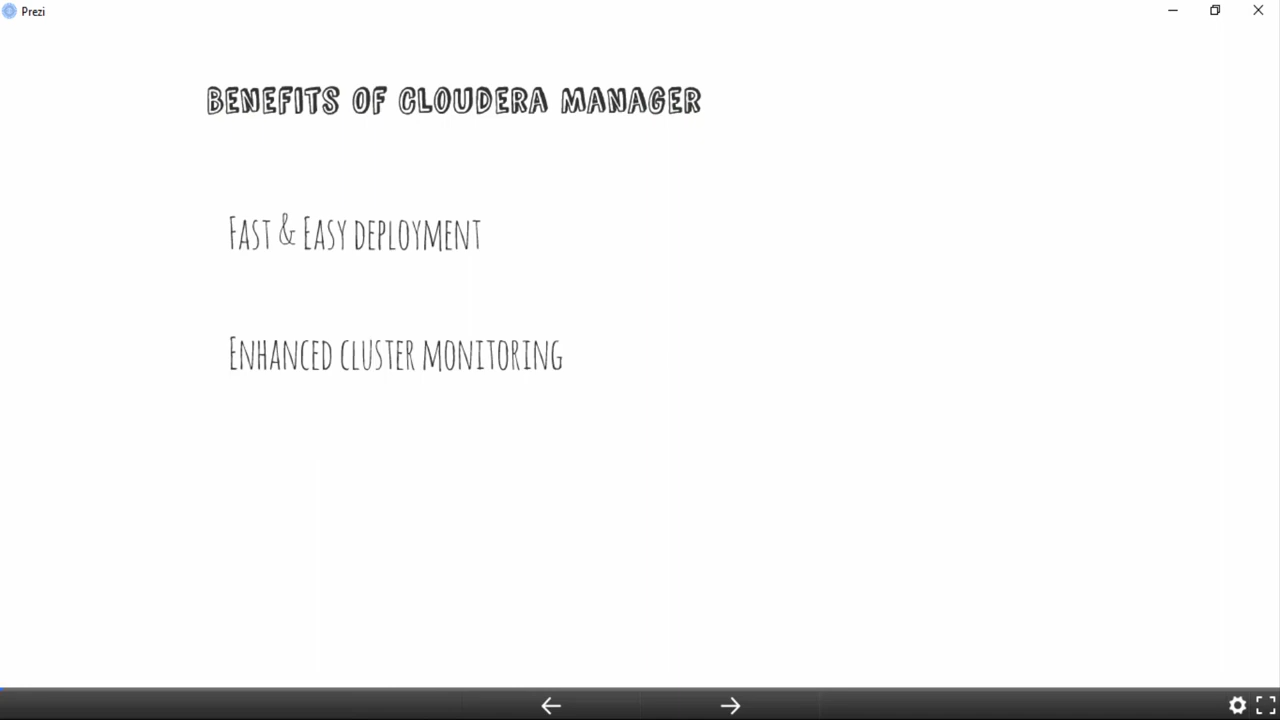 Prezi
BENEFITS OF CLOUDERA MANAGER
FAST & EASY DEPLOYMENT
ENHANCED CLUSTER MONITORING